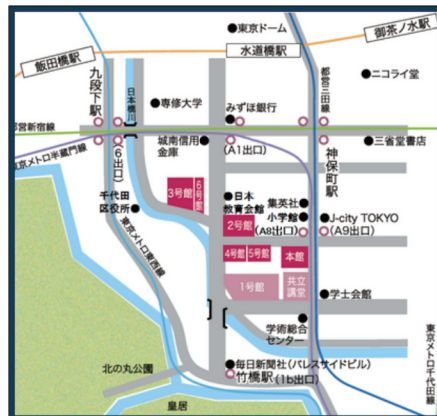 東京ドーム
御茶ノ水駅
水道橋駅
飯田橋駅
九段下駅
日本橋川
都営三田線
ニコライ堂
専修大学
みずほ銀行
都営新宿線
城南信用
金庫
(A1出口)
三省堂書店
東京メトロ半蔵門線
(6出口)
神保町駅
千代田
区役所
3号館
6号館
日本
教育会館
集英社
小学館
(A8出口)
2号館
J-city TOKYO
(A9出口)
東京メトロ東西線
4号館
5号館
本館
1号館
共立
講堂
学士会館
学術総合
センター
東京メトロ千代田線
毎日新聞社(パレスサイドビル)
竹橋駅(1b出口)
北の丸公園
皇居